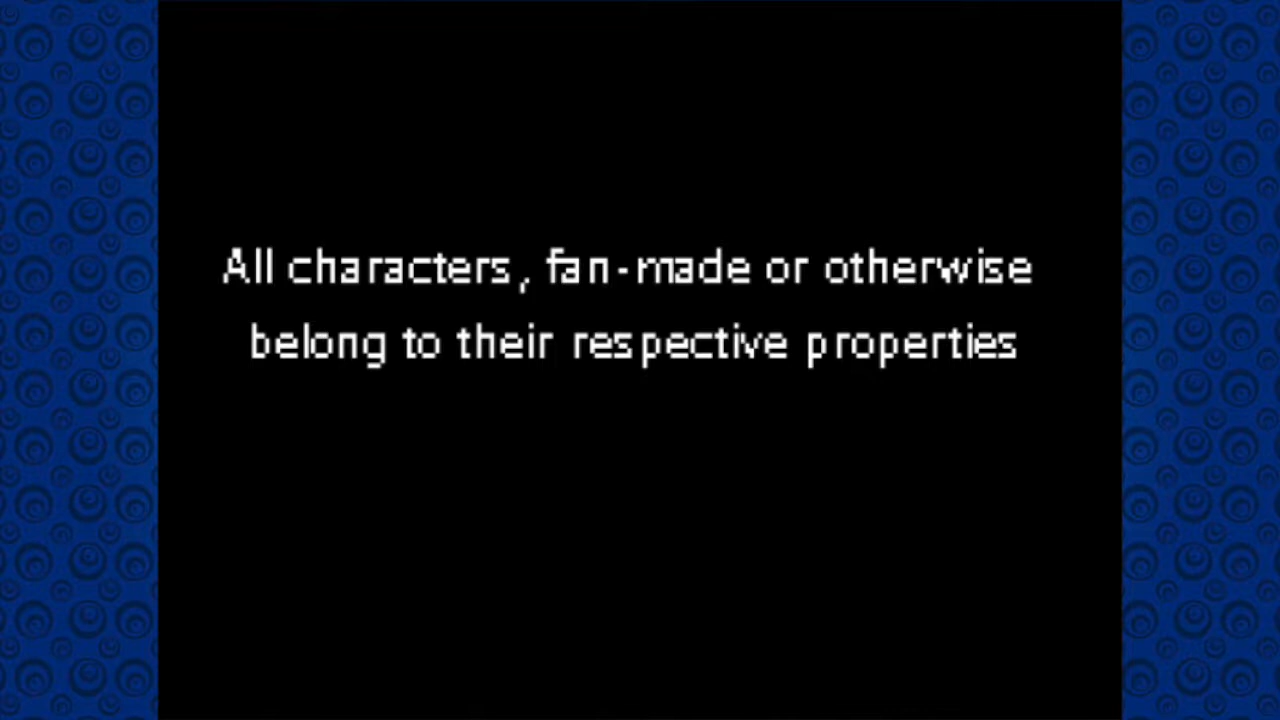 All characters, fan-made or otherwise
belong to their respective properties